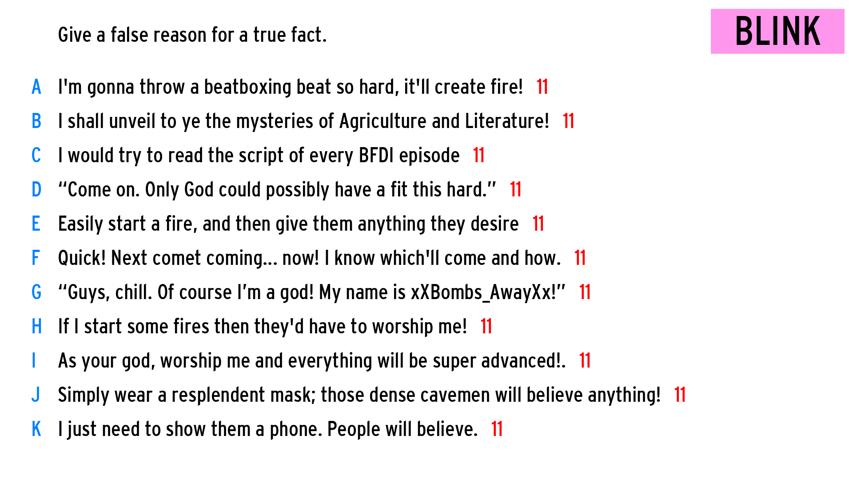 Give a false reason for a true fact.
BLINK
A I'm gonna throw a beatboxing beat so hard, it'll create fire! 11
B I shall unveil to ye the mysteries of Agriculture and Literature! 11
C I would try to read the script of every BFDI episode 11
D “Come on. Only God could possibly have a fit this hard.” 11
E Easily start a fire, and then give them anything they desire 11
F Quick! Next comet coming... now! I know which'll come and how. 11
G “Guys, chill. Of course I’m a god! My name is xXBombs_AwayXx!” 11
H If I start some fires then they'd have to worship me! 11
I As your god, worship me and everything will be super advanced!. 11
J Simply wear a resplendent mask; those dense cavemen will believe anything! 11
K I just need to show them a phone. People will believe. 11